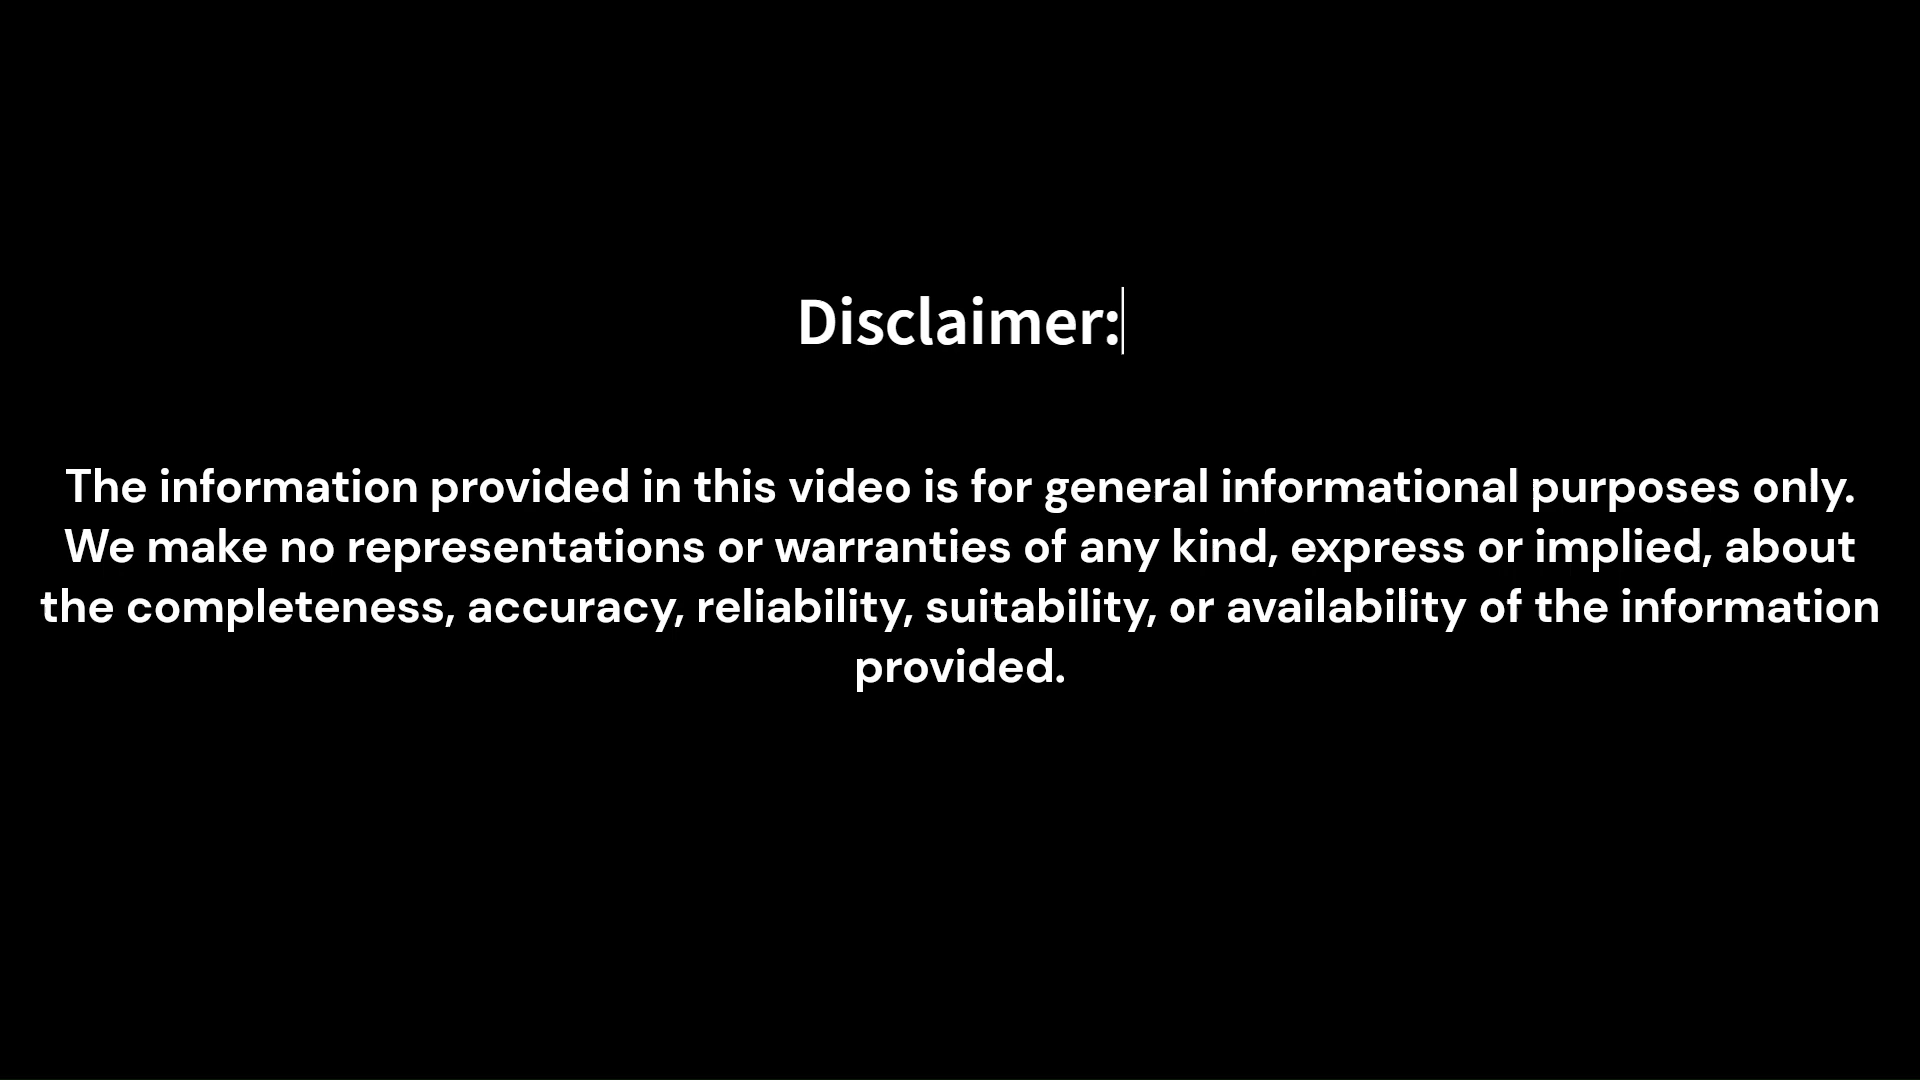 Disclaimer:
The information provided in this video is for general informational purposes only.
We make no representations or warranties of any kind, express or implied, about
the completeness, accuracy, reliability, suitability, or availability of the information
provided.